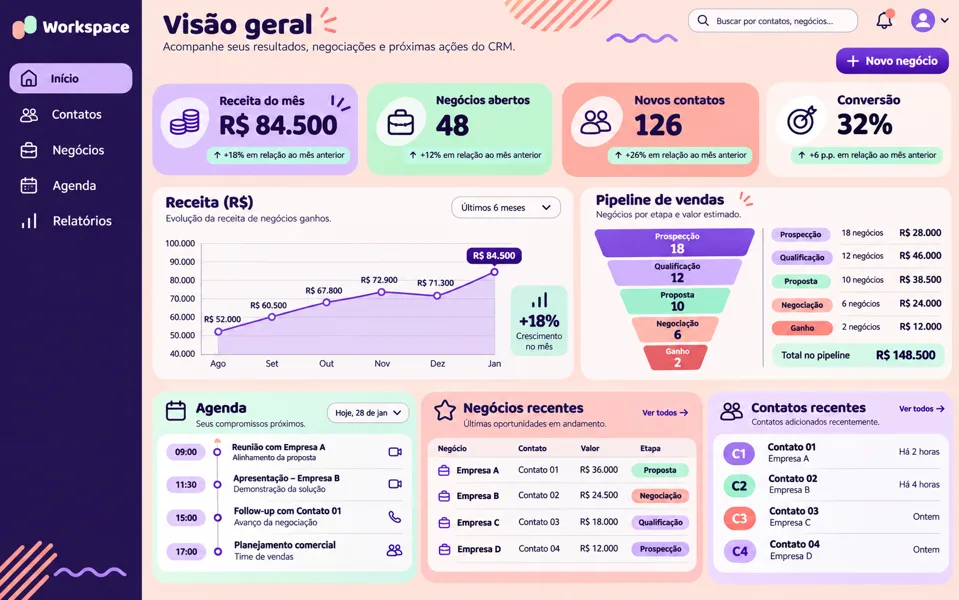 Workspace
Início
Contatos
Negócios
Agenda
Relatórios
Visão geral
Acompanhe seus resultados, negociações e próximas ações do CRM.
Buscar por contatos, negócios...
+ Novo negócio
Receita do mês
R$ 84.500
↑ +18% em relação ao mês anterior
Negócios abertos
48
↑ +12% em relação ao mês anterior
Novos contatos
126
↑ +26% em relação ao mês anterior
Conversão
32%
↑ +6 p.p. em relação ao mês anterior
Receita (R$)
Evolução da receita de negócios ganhos.
Últimos 6 meses
100.000
90.000
80.000
70.000
60.000
50.000
40.000
R$ 52.000
R$ 60.500
R$ 67.800
R$ 72.900
R$ 71.300
R$ 84.500
Ago
Set
Out
Nov
Dez
Jan
+18%
Crescimento
no mês
Pipeline de vendas
Negócios por etapa e valor estimado.
Prospecção
18
Qualificação
12
Proposta
10
Negociação
6
Ganho
2
Prospecção 18 negócios R$ 28.000
Qualificação 12 negócios R$ 46.000
Proposta 10 negócios R$ 38.500
Negociação 6 negócios R$ 24.000
Ganho 2 negócios R$ 12.000
Total no pipeline R$ 148.500
Agenda
Seus compromissos próximos.
Hoje, 28 de jan
09:00
Reunião com Empresa A
Alinhamento da proposta
11:30
Apresentação – Empresa B
Demonstração da solução
15:00
Follow-up com Contato 01
Avanço da negociação
17:00
Planejamento comercial
Time de vendas
Negócios recentes
Últimas oportunidades em andamento.
Ver todos →
Negócio Contato Valor Etapa
Empresa A Contato 01 R$ 36.000 Proposta
Empresa B Contato 02 R$ 24.500 Negociação
Empresa C Contato 03 R$ 18.000 Qualificação
Empresa D Contato 04 R$ 12.000 Prospecção
Contatos recentes
Contatos adicionados recentemente.
Ver todos →
C1
Contato 01
Empresa A
Há 2 horas
C2
Contato 02
Empresa B
Há 4 horas
C3
Contato 03
Empresa C
Ontem
C4
Contato 04
Empresa D
Ontem